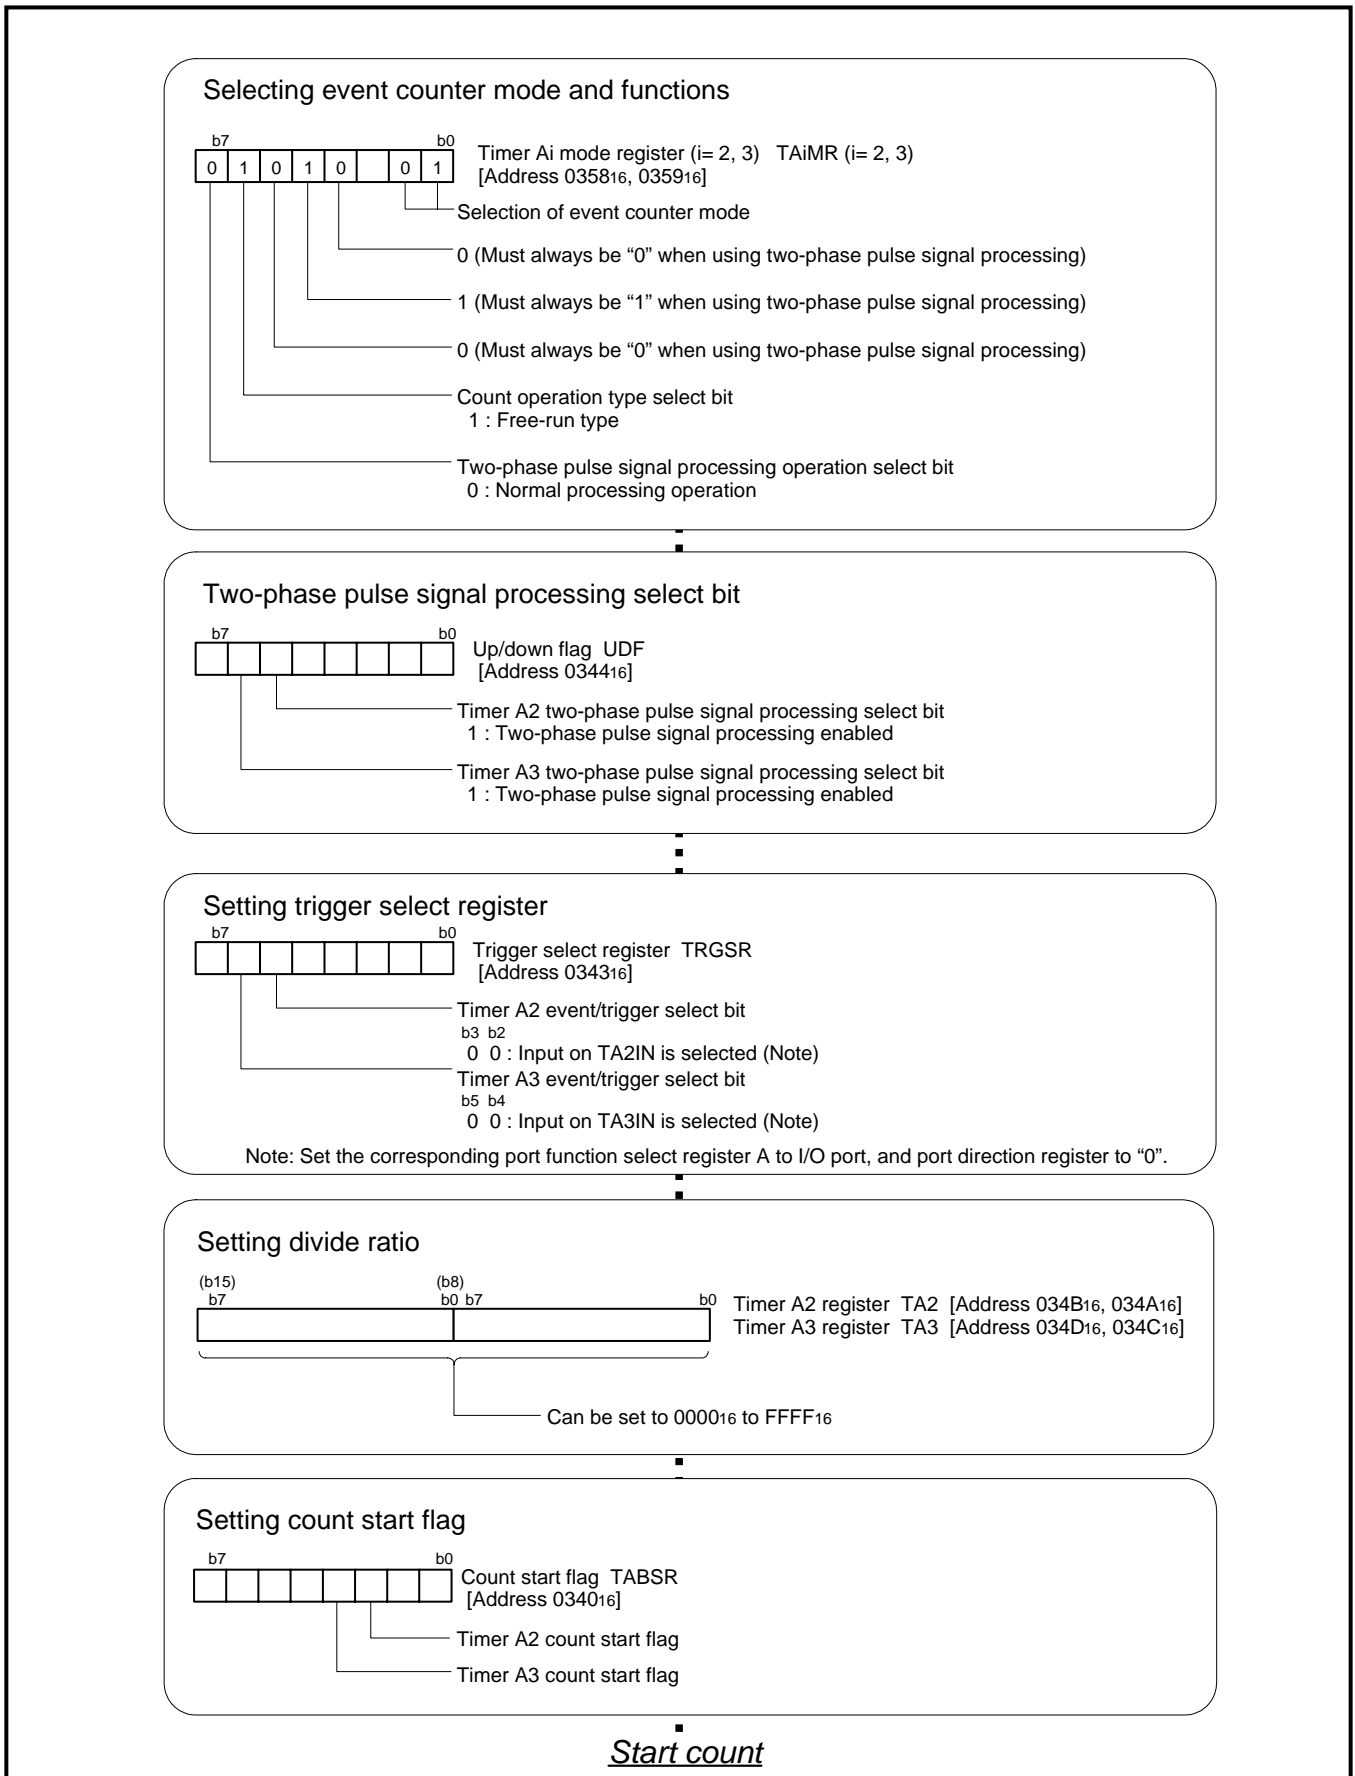 Selecting event counter mode and functions
b7 b0
0 1 0 1 0 0 1
Timer Ai mode register (i= 2, 3) TAiMR (i= 2, 3)
[Address 035816, 035916]
Selection of event counter mode
0 (Must always be “0” when using two-phase pulse signal processing)
1 (Must always be “1” when using two-phase pulse signal processing)
0 (Must always be “0” when using two-phase pulse signal processing)
Count operation type select bit
1 : Free-run type
Two-phase pulse signal processing operation select bit
0 : Normal processing operation
Two-phase pulse signal processing select bit
b7 b0
Up/down flag UDF
[Address 034416]
Timer A2 two-phase pulse signal processing select bit
1 : Two-phase pulse signal processing enabled
Timer A3 two-phase pulse signal processing select bit
1 : Two-phase pulse signal processing enabled
Setting trigger select register
b7 b0
Trigger select register TRGSR
[Address 034316]
Timer A2 event/trigger select bit
b3 b2
0 0 : Input on TA2IN is selected (Note)
Timer A3 event/trigger select bit
b5 b4
0 0 : Input on TA3IN is selected (Note)
Note: Set the corresponding port function select register A to I/O port, and port direction register to “0”.
Setting divide ratio
(b15) (b8)
b7 b0 b7 b0
Timer A2 register TA2 [Address 034B16, 034A16]
Timer A3 register TA3 [Address 034D16, 034C16]
Can be set to 000016 to FFFF16
Setting count start flag
b7 b0
Count start flag TABSR
[Address 034016]
Timer A2 count start flag
Timer A3 count start flag
Start count